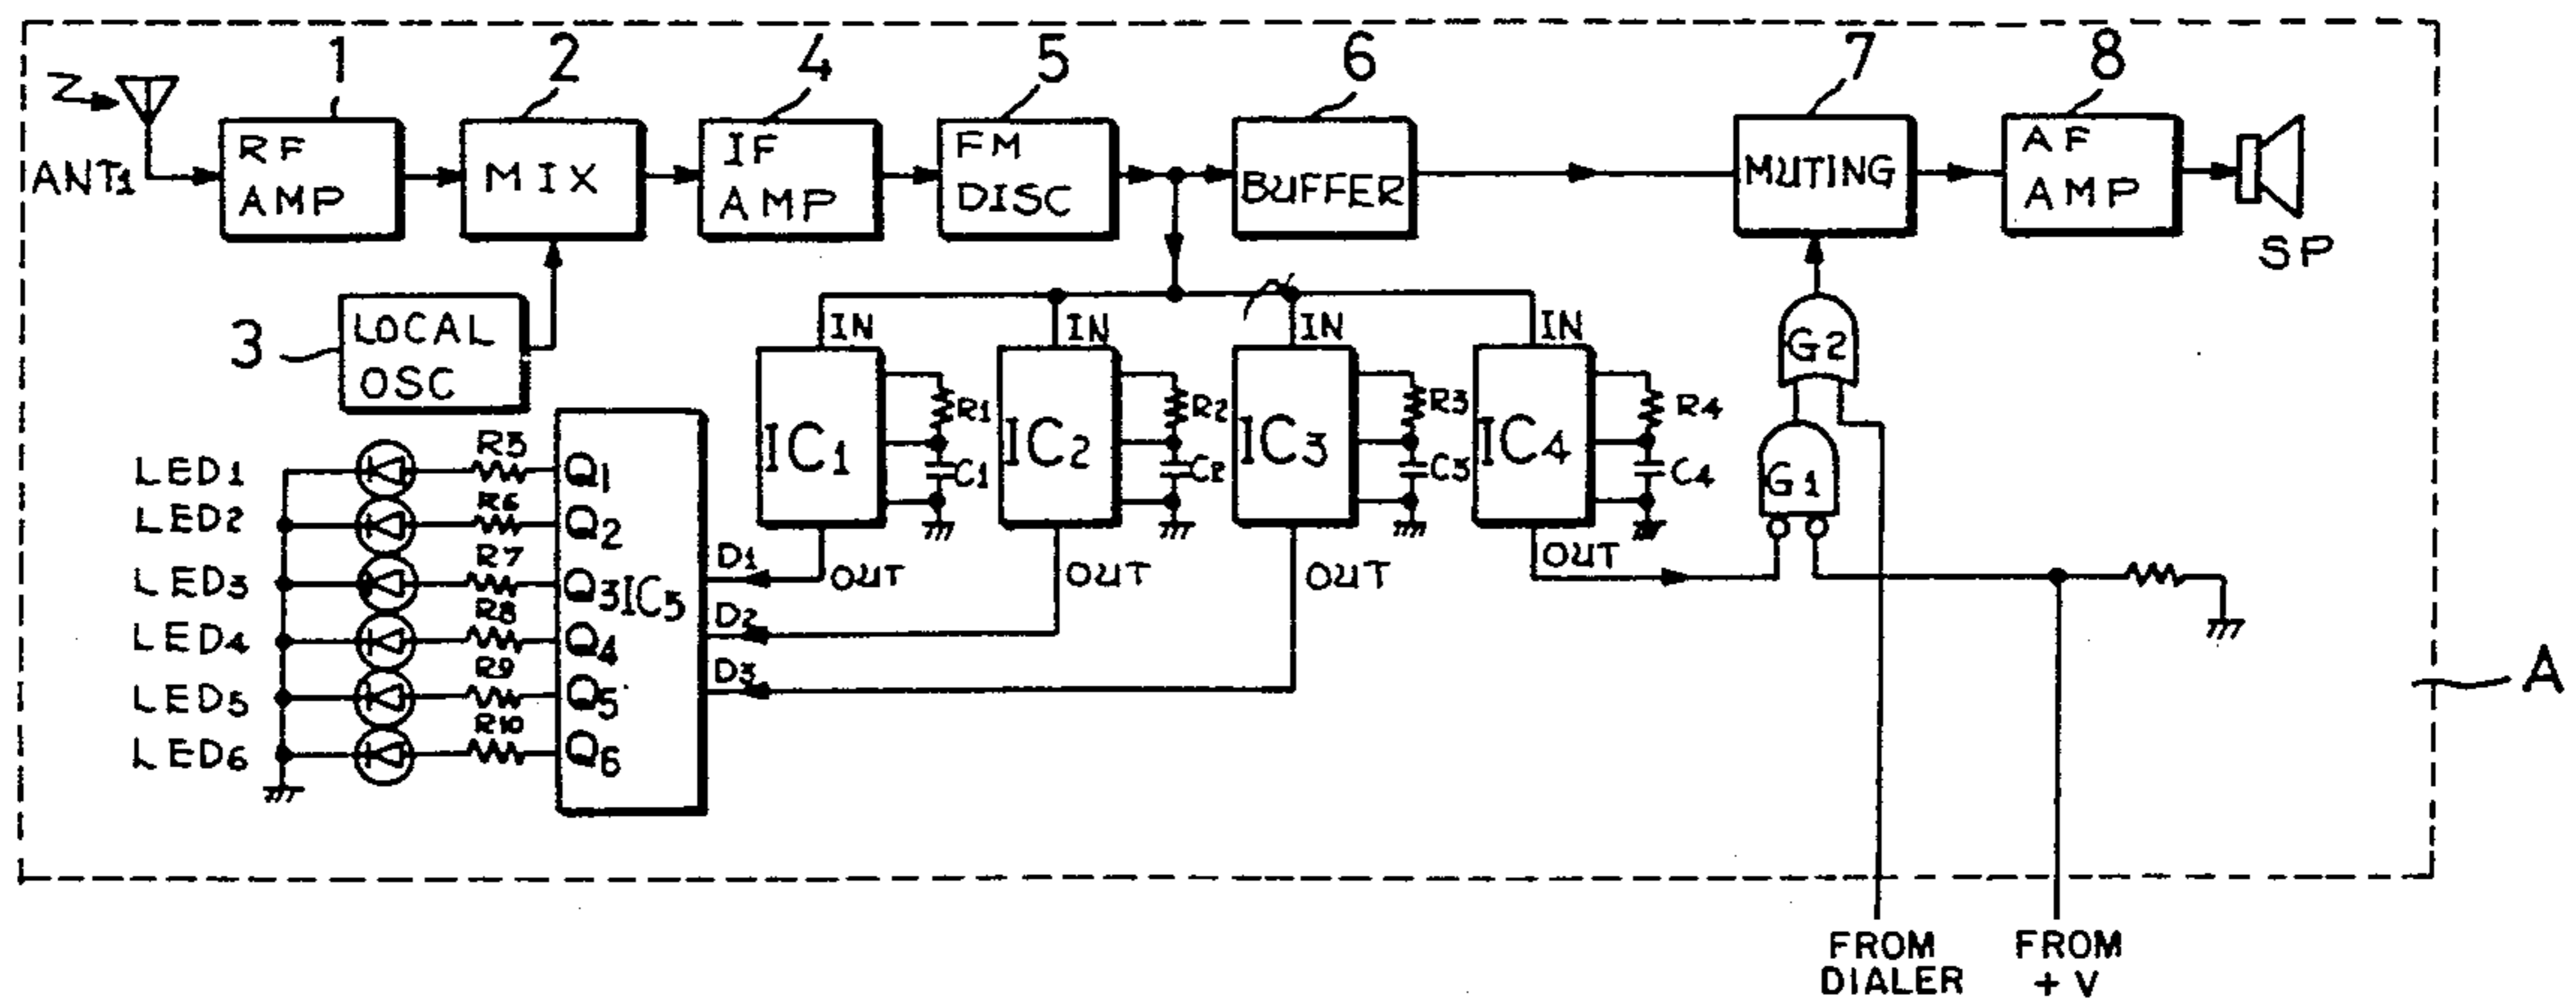 1
2
4
5
6
7
8
ANT1
RF
AMP
MIX
IF
AMP
FM
DISC
BUFFER
MUTING
AF
AMP
SP
3
LOCAL
OSC
IN
IN
IN
IN
IC1
R1
C1
IC2
R2
C2
IC3
R3
C3
IC4
R4
C4
G2
G1
OUT
OUT
OUT
OUT
LED1
R5
Q1
LED2
R6
Q2
LED3
R7
Q3
IC5
LED4
R8
Q4
LED5
R9
Q5
LED6
R10
Q6
D1
D2
D3
A
FROM
DIALER
FROM
+ V